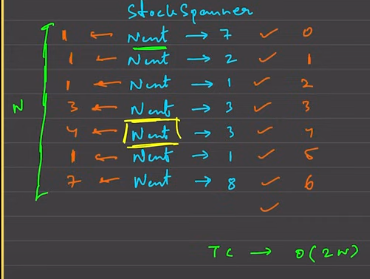 StockSpanner
1 ← Next → 7 ✓ 0
1 ← Next → 2 ✓ 1
1 ← Next → 1 ✓ 2
N 3 ← Next → 3 ✓ 3
4 ← Next → 3 ✓ 4
1 ← Next → 1 ✓ 5
7 ← Next → 8 ✓ 6
✓
TC → O(2N)